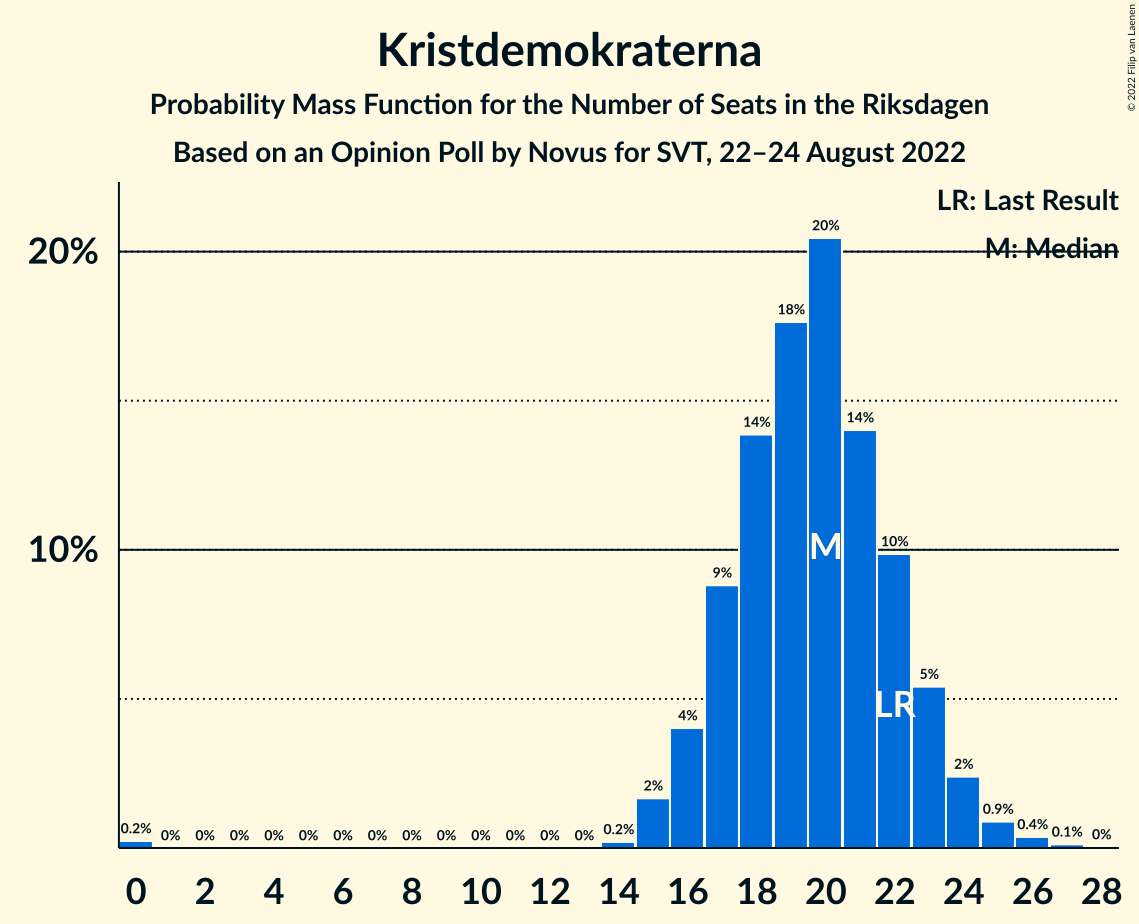 Kristdemokraterna
Probability Mass Function for the Number of Seats in the Riksdagen
Based on an Opinion Poll by Novus for SVT, 22–24 August 2022
© 2022 Filip van Laenen
LR: Last Result
M: Median
20%
10%
0.2% 0% 0% 0% 0% 0% 0% 0% 0% 0% 0% 0% 0% 0% 0.2% 2% 4% 9% 14% 18% 20% 14% 10% 5% 2% 0.9% 0.4% 0.1% 0%
M
LR
0 2 4 6 8 10 12 14 16 18 20 22 24 26 28